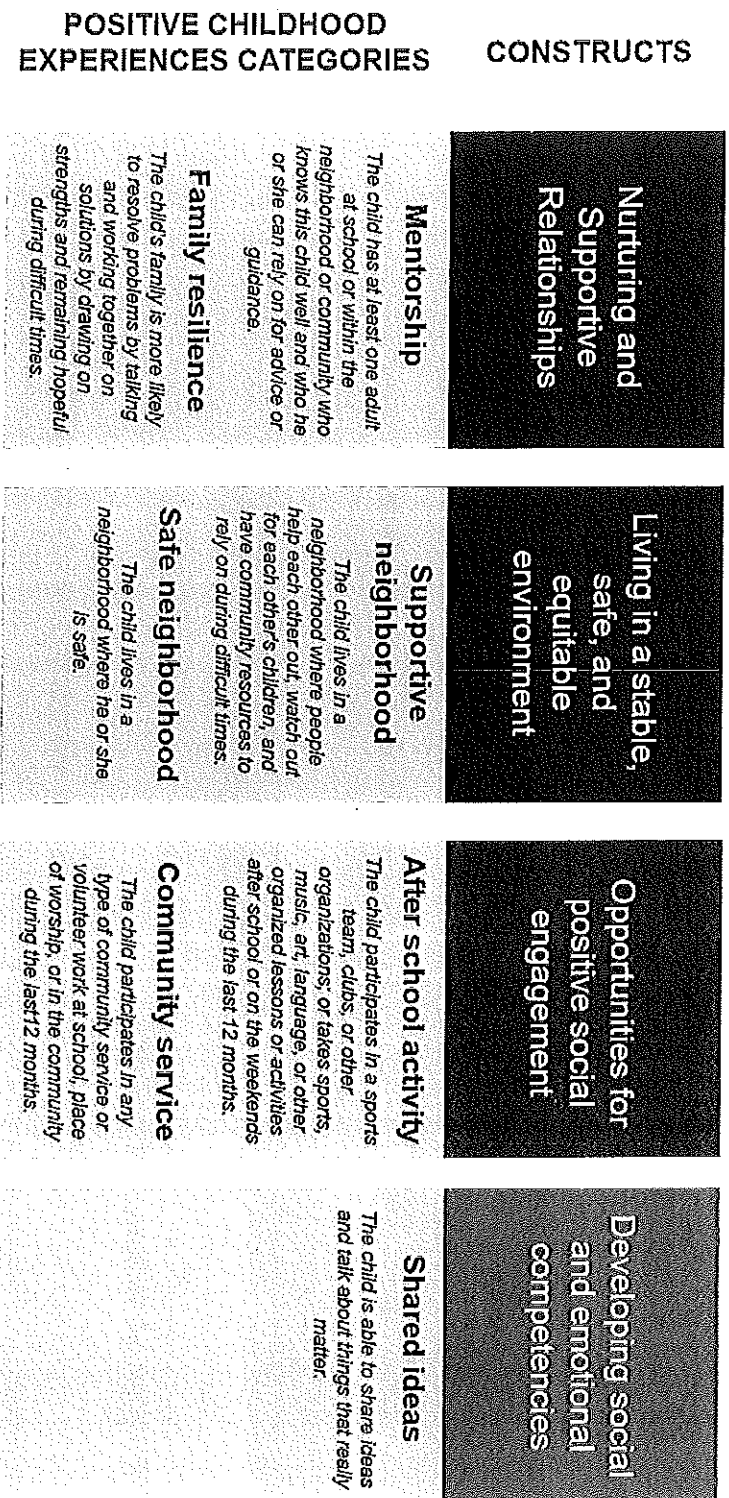 POSITIVE CHILDHOOD
EXPERIENCES CATEGORIES
CONSTRUCTS
Nurturing and
Supportive
Relationships
Mentorship
The child has at least one adult
at school or within the
neighborhood or community who
knows this child well and who he
or she can rely on for advice or
guidance.
Family resilience
The child's family is more likely
to resolve problems by talking
and working together on
solutions by drawing on
strengths and remaining hopeful
during difficult times.
Living in a stable,
safe, and
equitable
environment
Supportive
neighborhood
The child lives in a
neighborhood where people
help each other out, watch out
for each other's children, and
have community resources to
rely on during difficult times.
Safe neighborhood
The child lives in a
neighborhood where he or she
is safe.
Opportunities for
positive social
engagement
After school activity
The child participates in a sports
team, clubs, or other
organizations; or takes sports,
music, art, language, or other
organized lessons or activities
after school or on the weekends
during the last 12 months.
Community service
The child participates in any
type of community service or
volunteer work at school, place
of worship, or in the community
during the last12 months.
Developing social
and emotional
competencies
Shared ideas
The child is able to share ideas
and talk about things that really
matter.